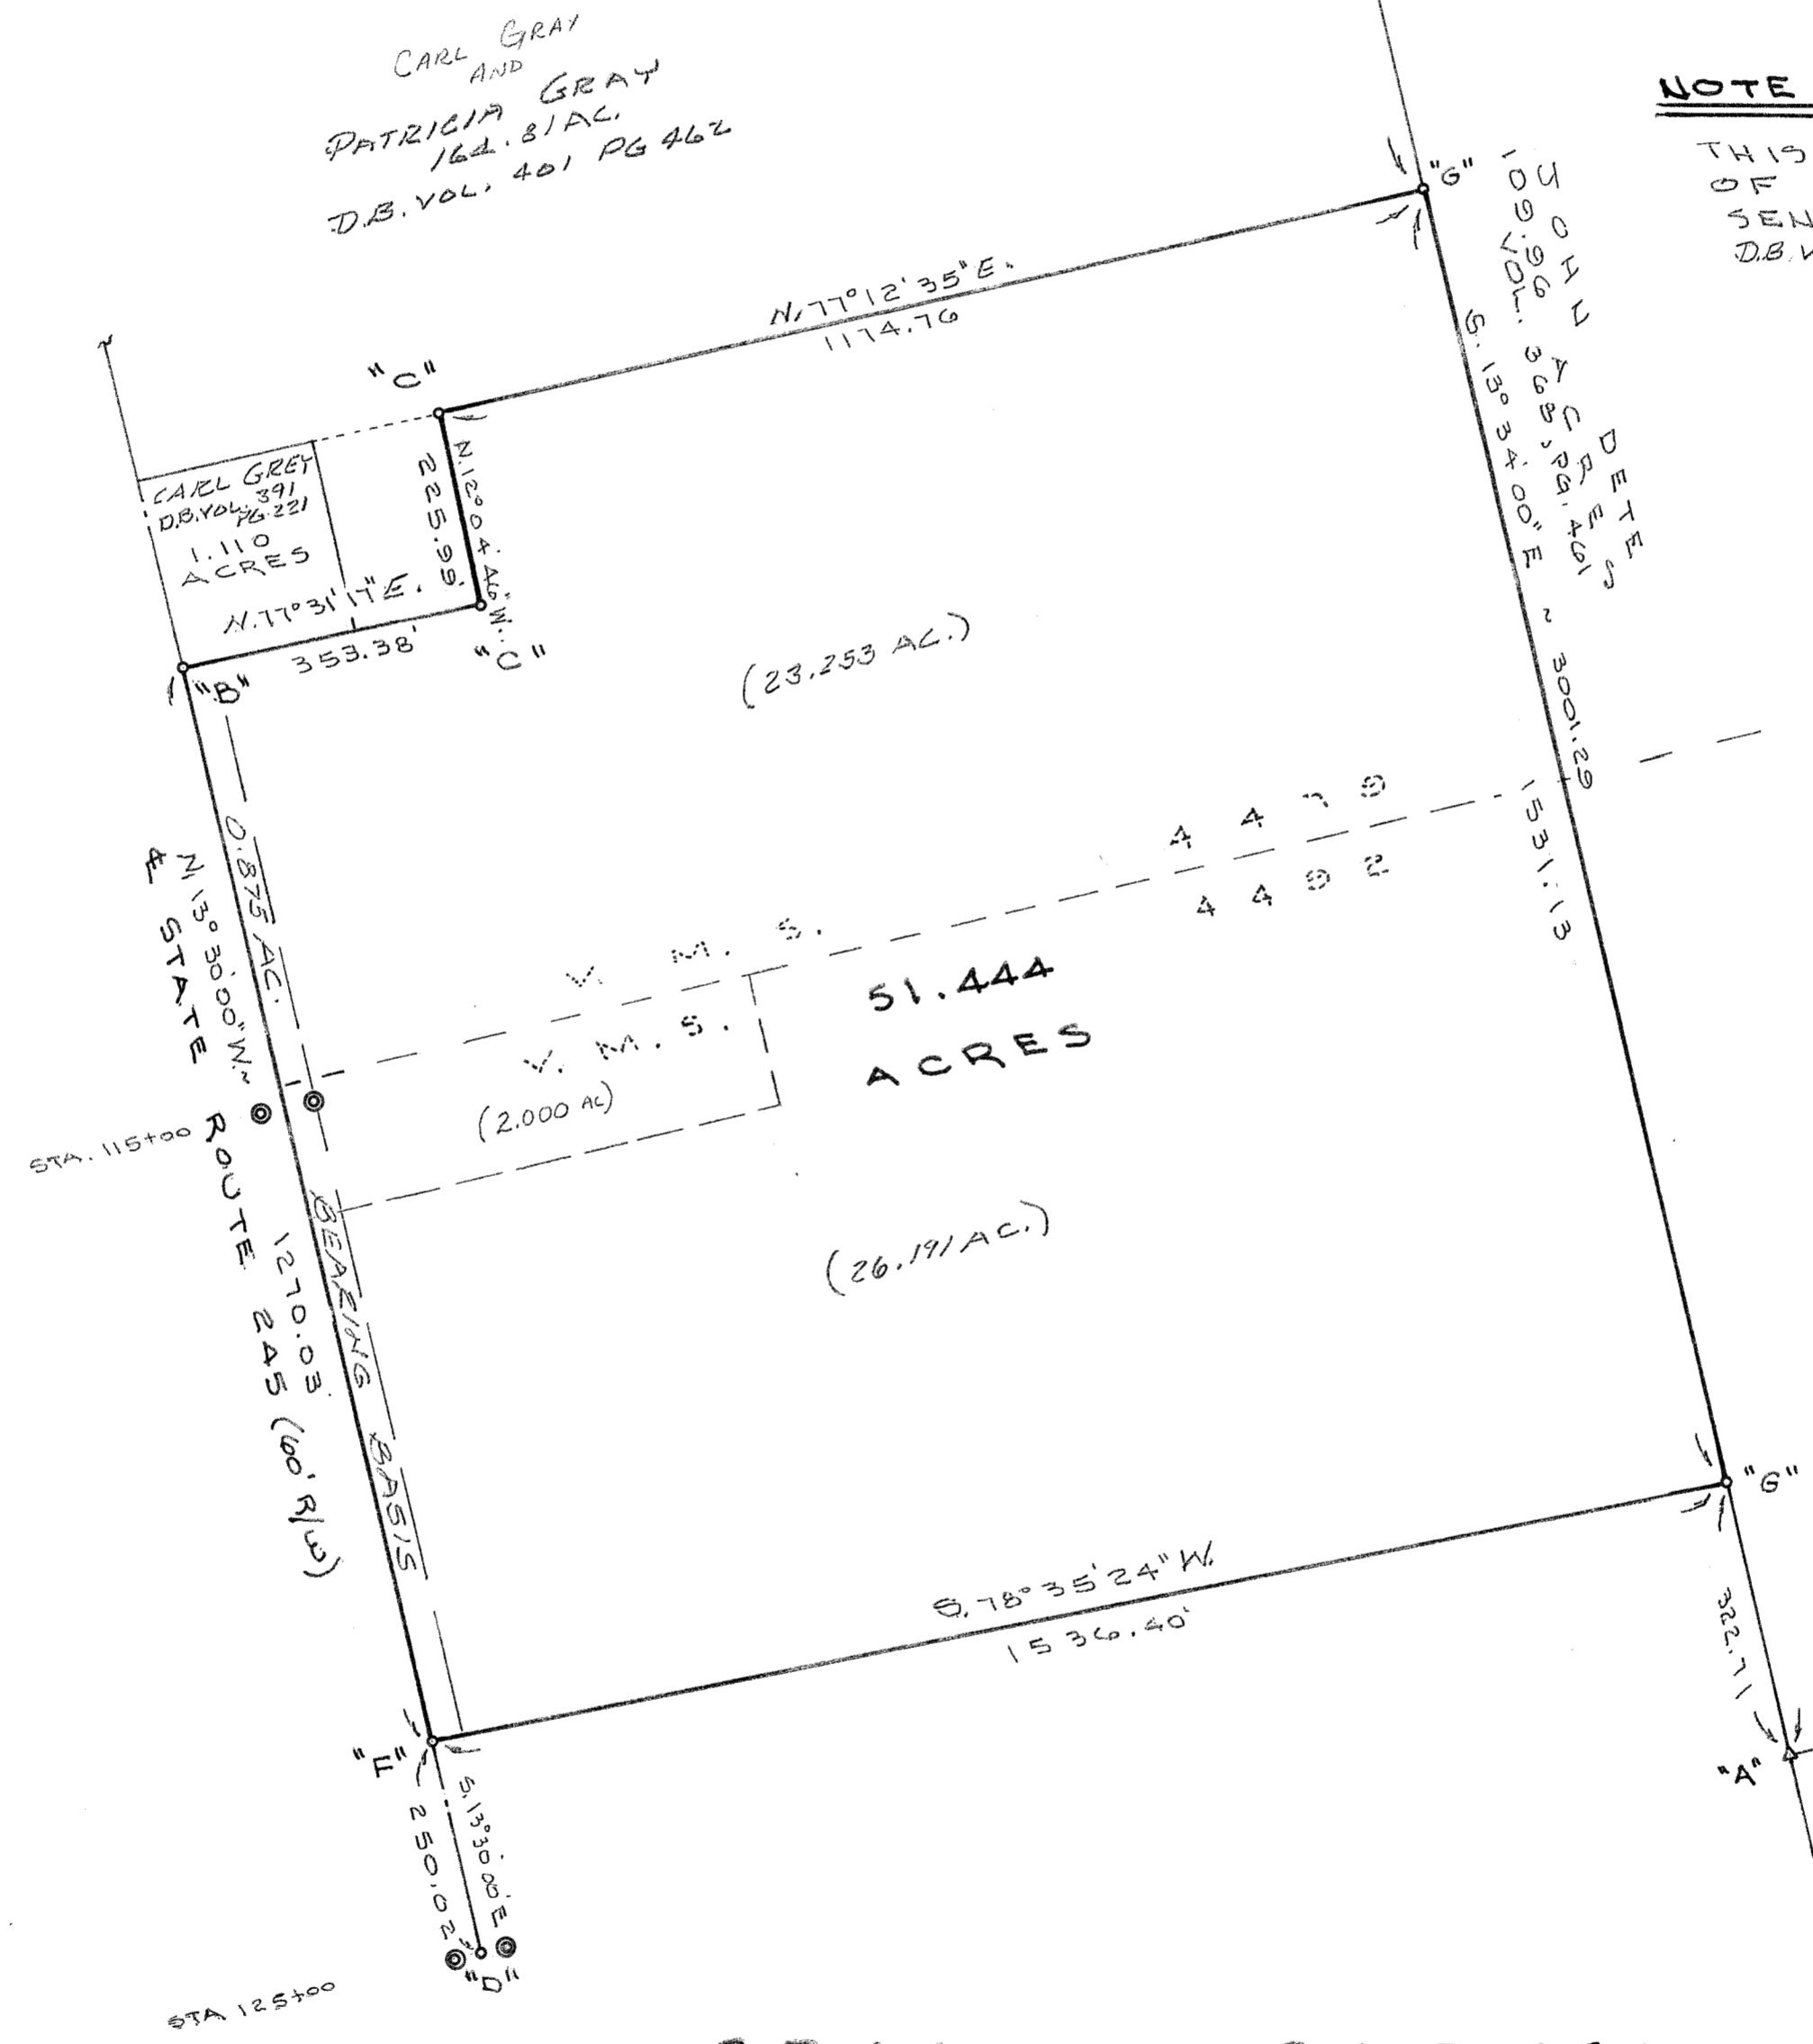 CARL GRAY
AND
PATRICIA GRAY
164.81 AC.
D.B. VOL. 401 PG 462
NOTE
THIS
OF
SEN
D.B. V
"G"
JOHN DETE
109.96 ACRES
VOL. 368, PG. 461
N. 77° 12' 35" E.
1174.76
S. 13° 34' 00" E ~ 3001.29
"C"
CARL GREY
D.B. VOL. 391
PG. 221
1.110
ACRES
N. 12° 04' 46" W.
225.99'
N. 77° 31' 17" E.
353.38'
"C"
"B"
(23.253 AC.)
0.875 AC.
N. 13° 30' 00" W. ~ 1270.03'
℄ STATE ROUTE 245 (60' R/W)
4479
V. M. S.
V. M. S.
4492
1531.13
51.444
ACRES
(2.000 AC)
STA. 115+00
BEARING BASIS
(26.191 AC.)
"G"
S. 78° 35' 24" W.
1536.40'
322.71
"F"
"A"
S. 13° 30' 00" E
250.02
"D"
STA 125+00